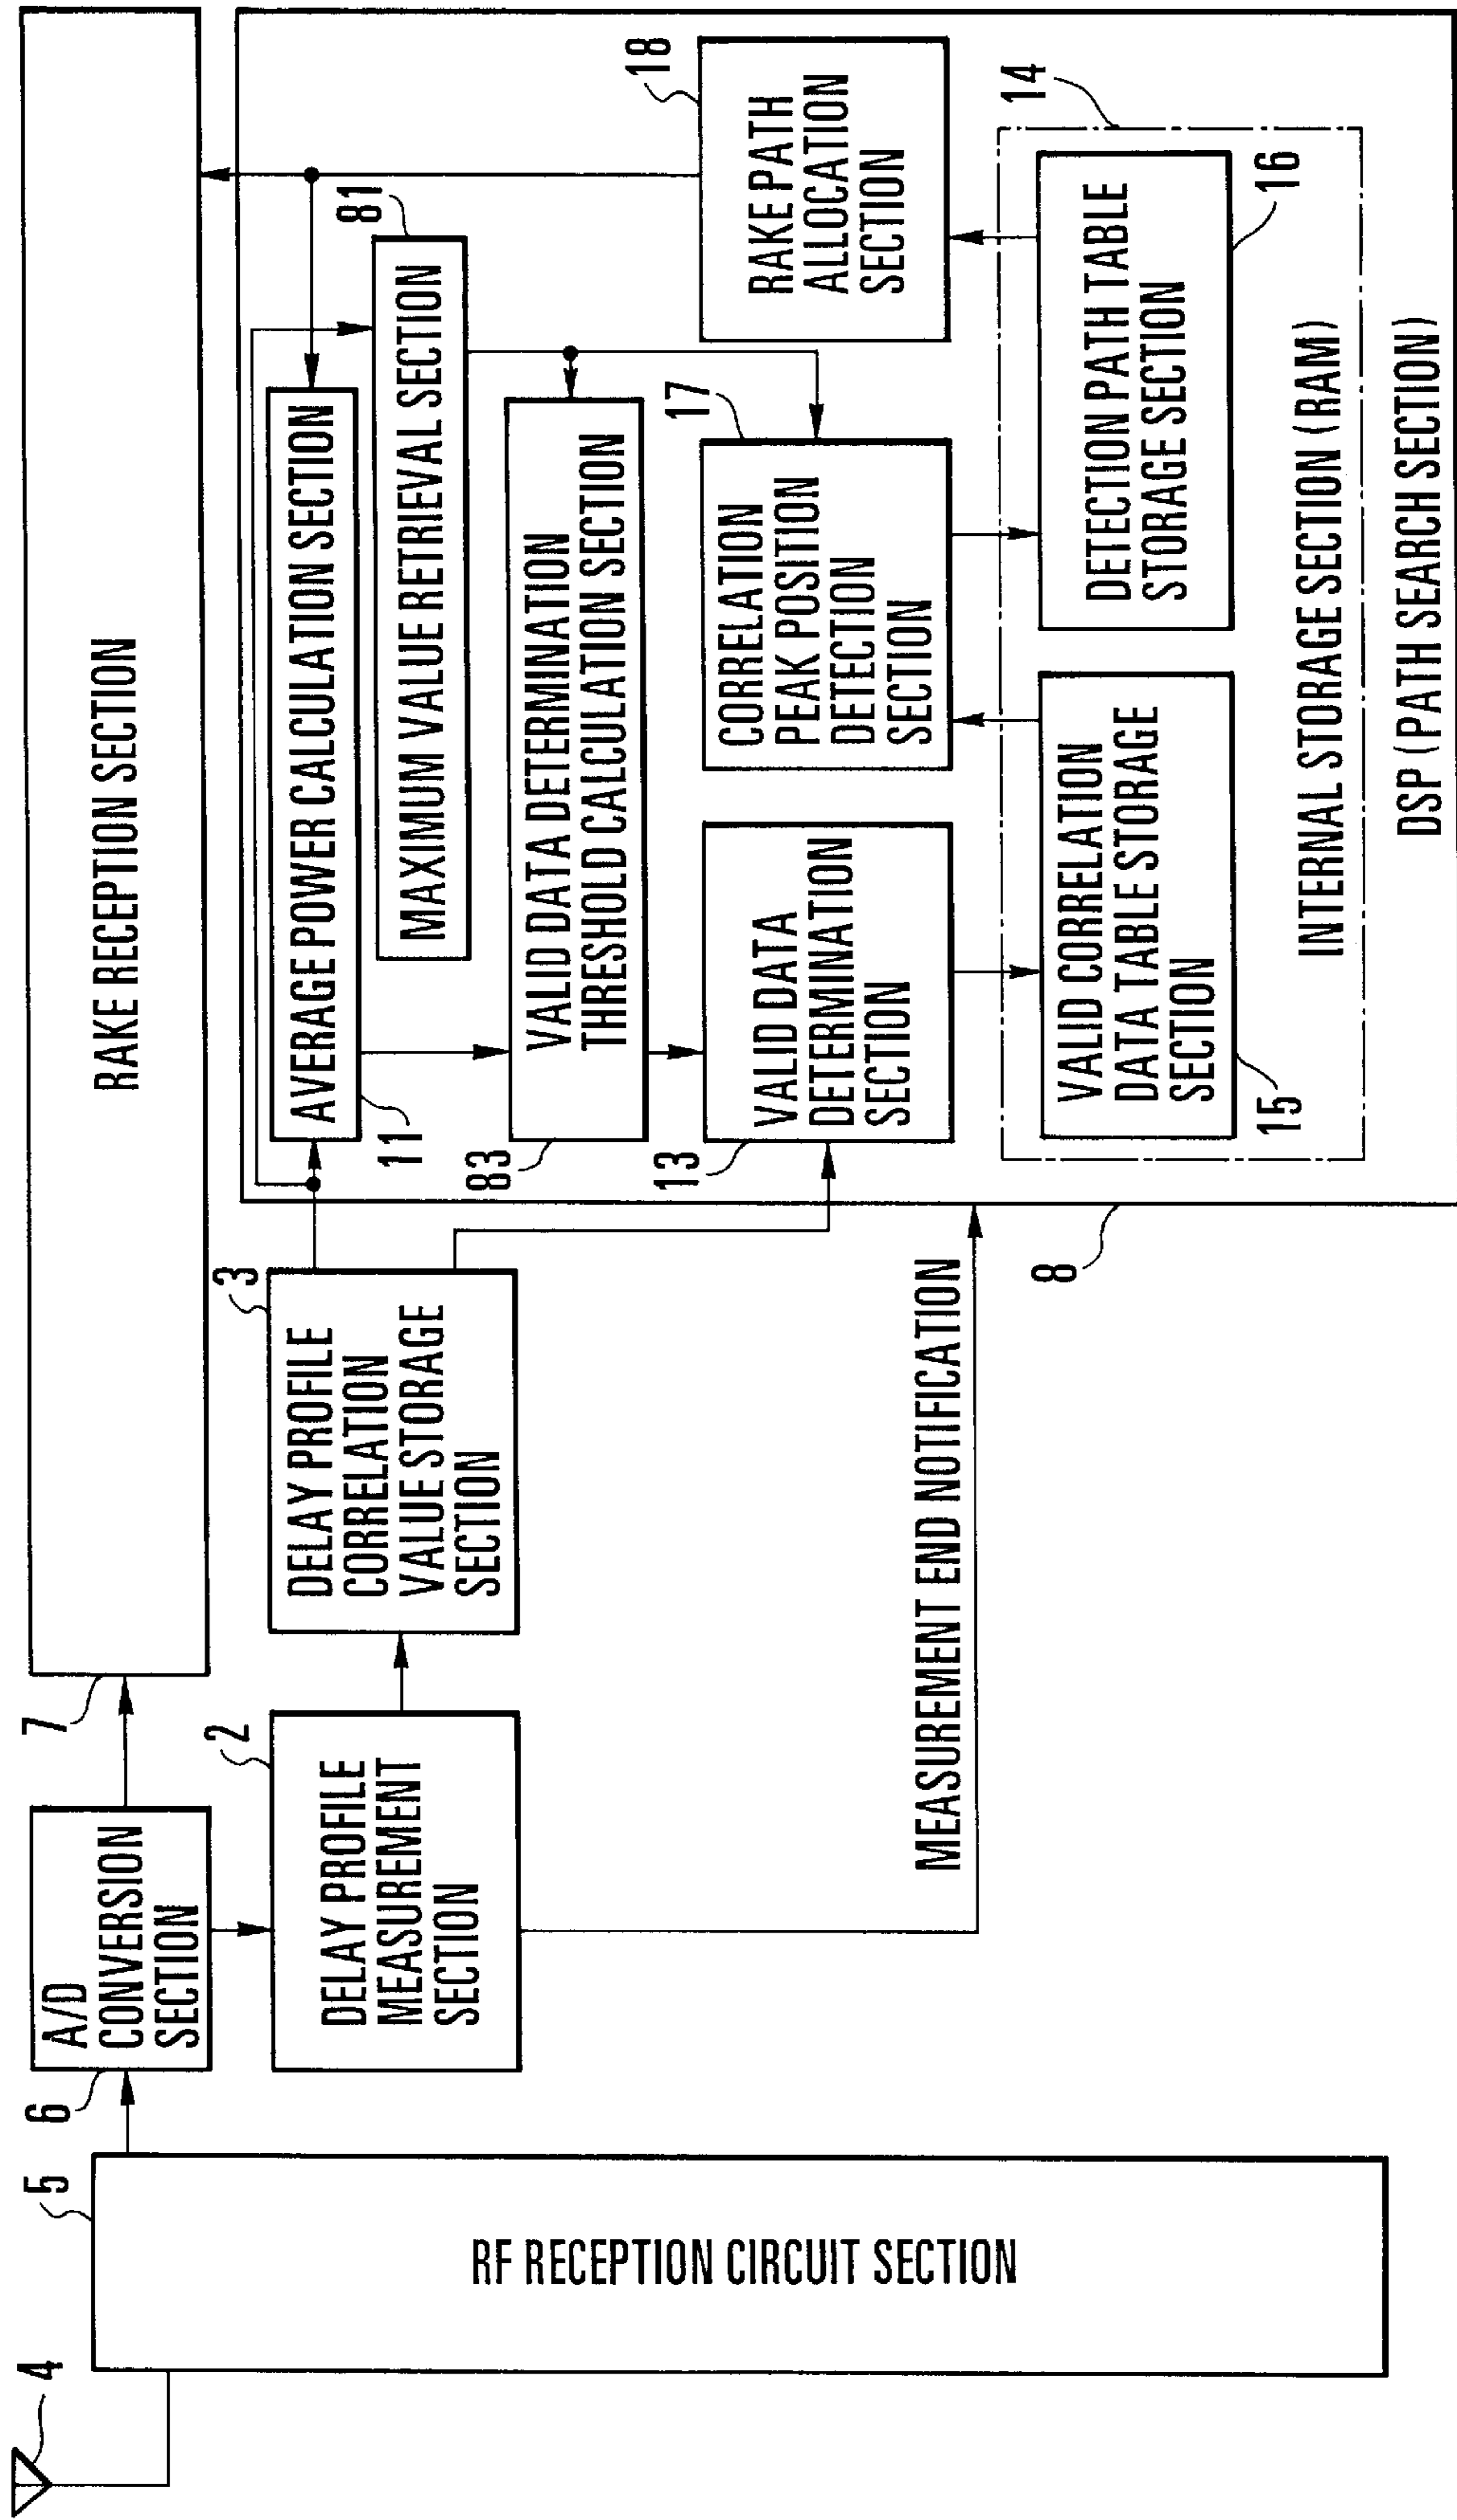 4
5
RF RECEPTION CIRCUIT SECTION
6
A/D
CONVERSION
SECTION
7
RAKE RECEPTION SECTION
2
DELAY PROFILE
MEASUREMENT
SECTION
3
DELAY PROFILE
CORRELATION
VALUE STORAGE
SECTION
MEASUREMENT END NOTIFICATION
8
11
AVERAGE POWER CALCULATION SECTION
81
MAXIMUM VALUE RETRIEVAL SECTION
83
VALID DATA DETERMINATION
THRESHOLD CALCULATION SECTION
13
VALID DATA
DETERMINATION
SECTION
17
CORRELATION
PEAK POSITION
DETECTION
SECTION
18
RAKE PATH
ALLOCATION
SECTION
14
15
VALID CORRELATION
DATA TABLE STORAGE
SECTION
16
DETECTION PATH TABLE
STORAGE SECTION
INTERNAL STORAGE SECTION (RAM)
DSP (PATH SEARCH SECTION)